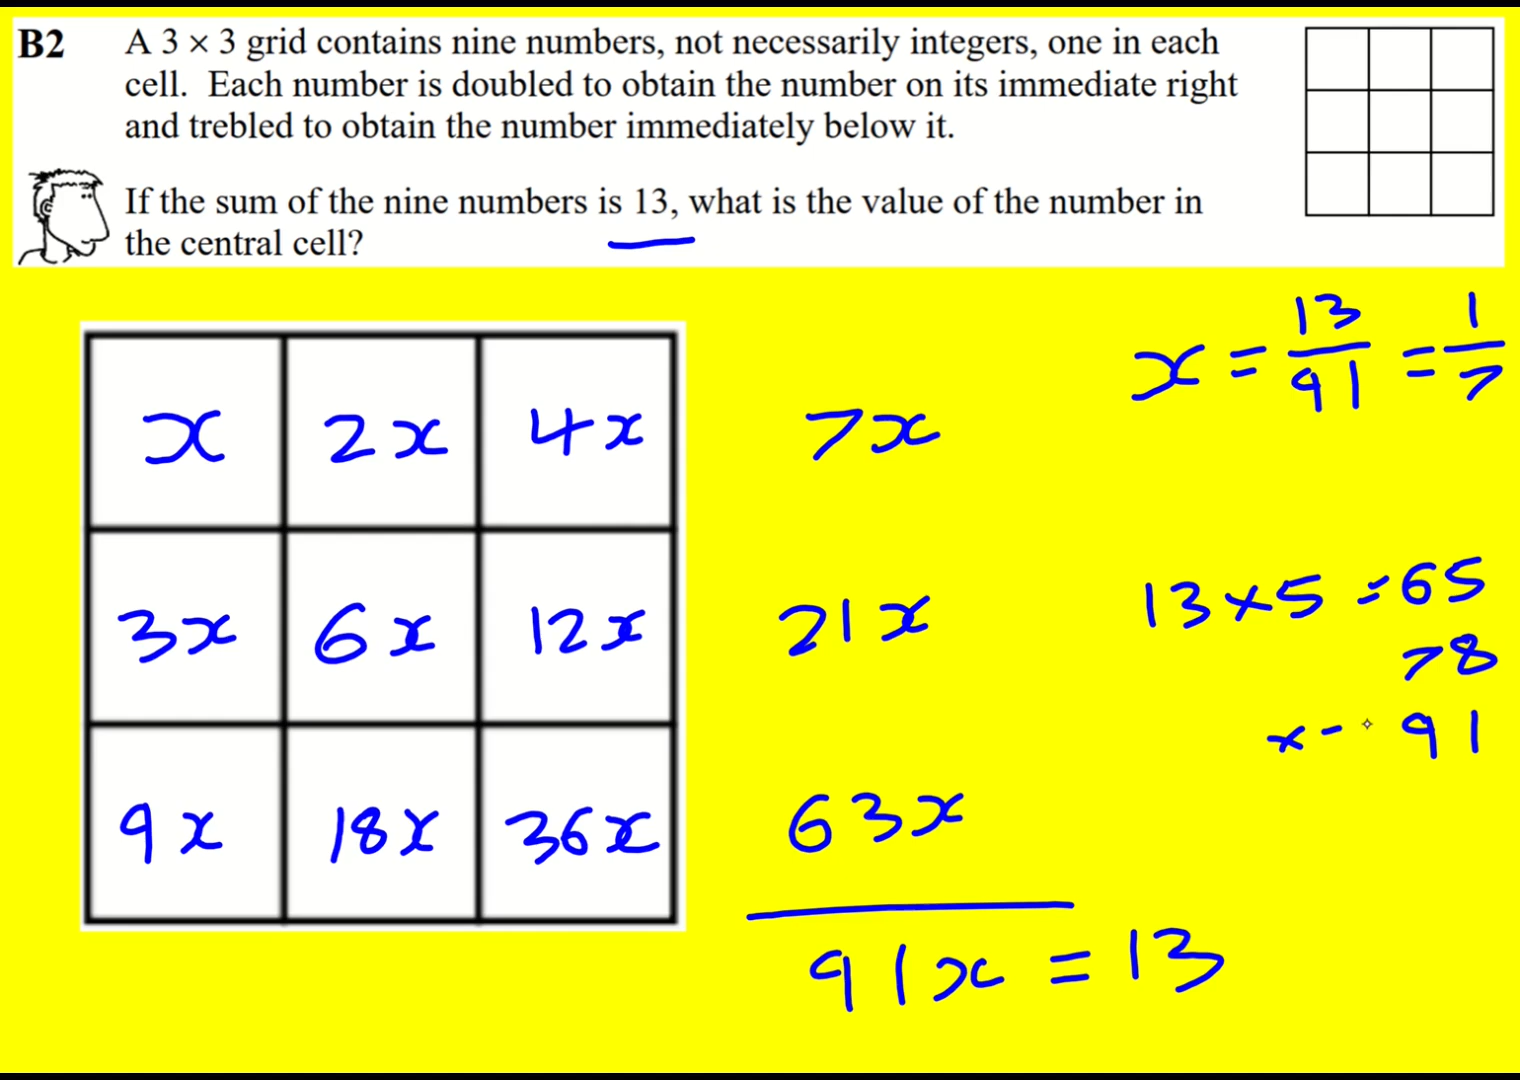 B2 A 3 × 3 grid contains nine numbers, not necessarily integers, one in each
cell. Each number is doubled to obtain the number on its immediate right
and trebled to obtain the number immediately below it.
If the sum of the nine numbers is 13, what is the value of the number in
the central cell?
x = 13/91 = 1/7
x 2x 4x 7x
3x 6x 12x 21x
13 × 5 = 65
78
x - 91
9x 18x 36x 63x
91x = 13